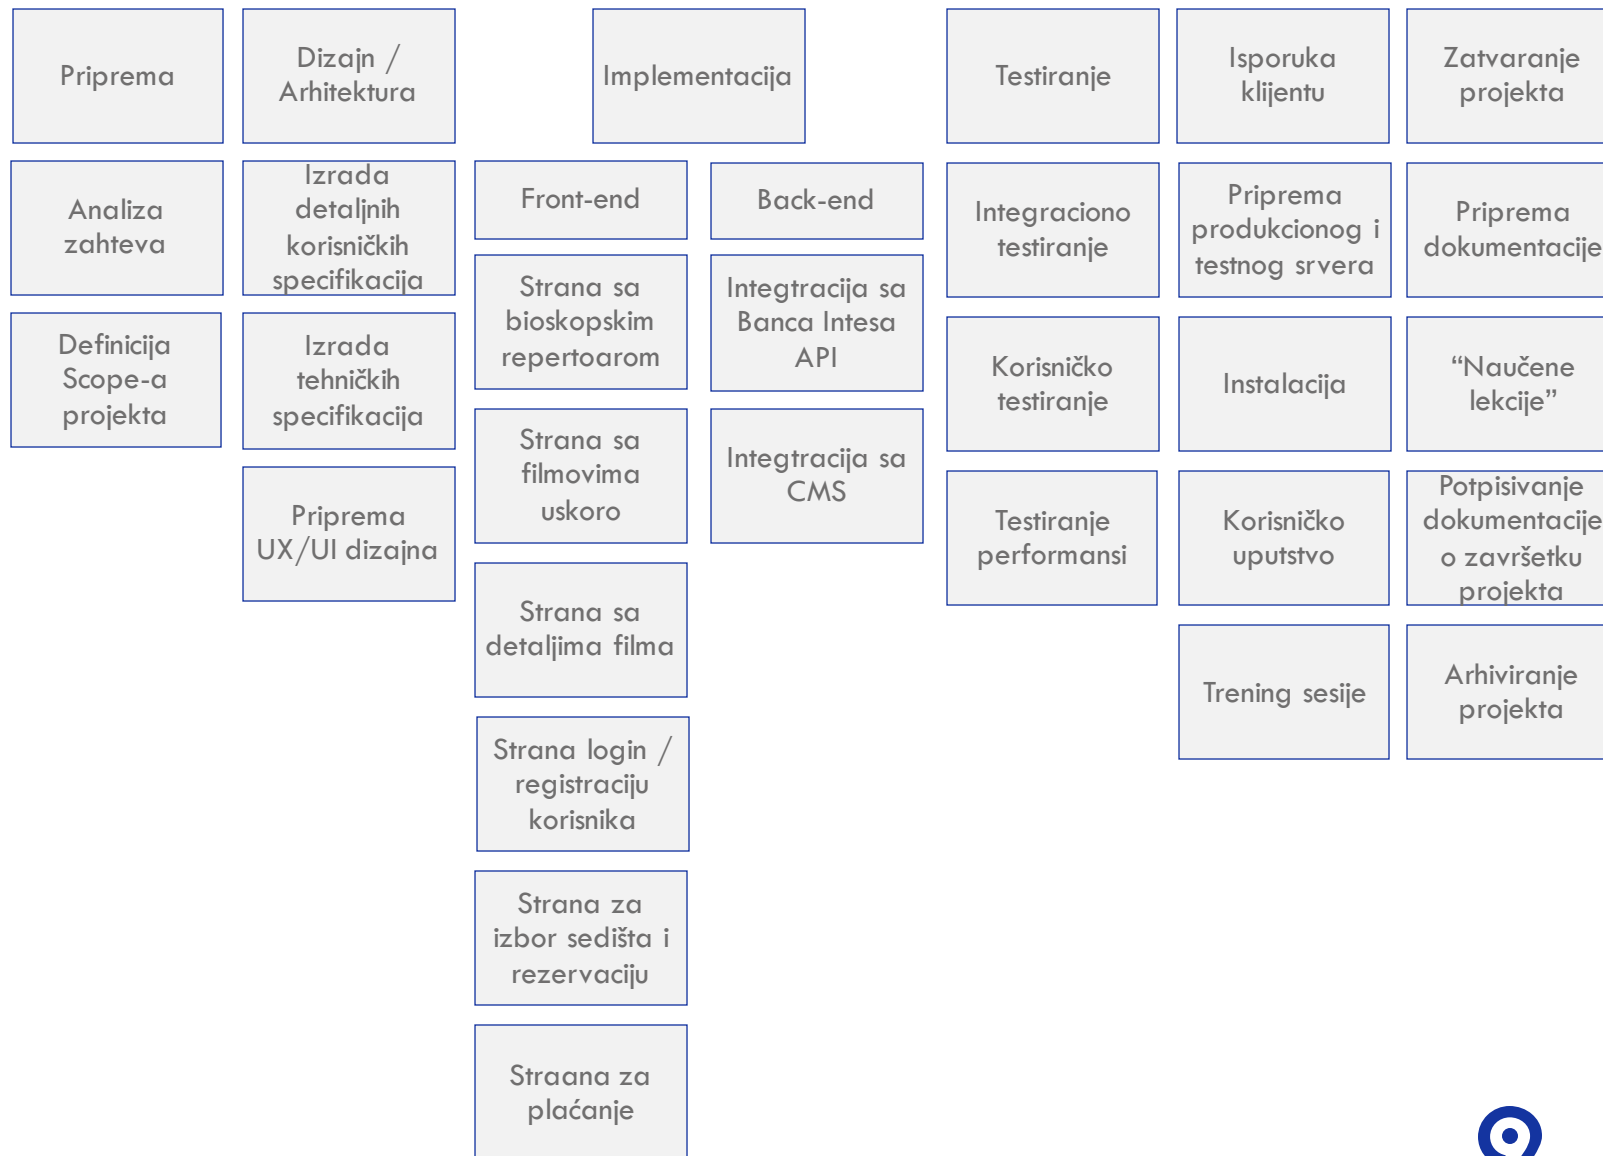 Priprema
Dizajn /
Arhitektura
Implementacija
Testiranje
Isporuka
klijentu
Zatvaranje
projekta
Analiza
zahteva
Definicija
Scope-a
projekta
Izrada
detaljnih
korisničkih
specifikacija
Izrada
tehničkih
specifikacija
Priprema
UX/UI dizajna
Front-end
Strana sa
bioskopskim
repertoarom
Strana sa
filmovima
uskoro
Strana sa
detaljima filma
Strana login /
registraciju
korisnika
Strana za
izbor sedišta i
rezervaciju
Straana za
plaćanje
Back-end
Integtracija sa
Banca Intesa
API
Integtracija sa
CMS
Integraciono
testiranje
Korisničko
testiranje
Testiranje
performansi
Priprema
produkcionog i
testnog srvera
Instalacija
Korisničko
uputstvo
Trening sesije
Priprema
dokumentacije
“Naučene
lekcije”
Potpisivanje
dokumentacije
o završetku
projekta
Arhiviranje
projekta